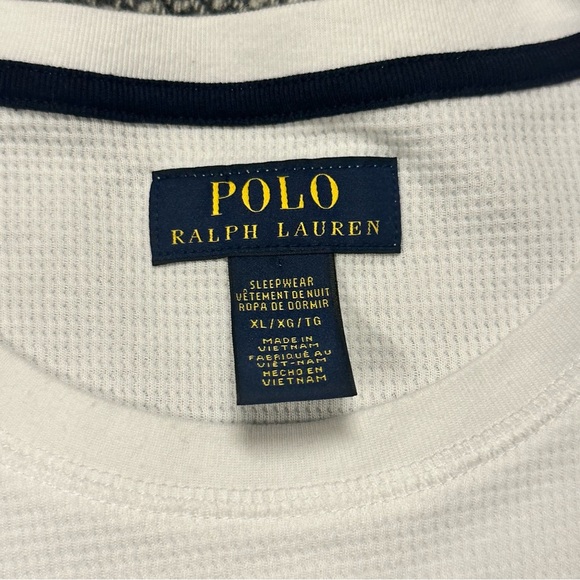 POLO
RALPH LAUREN
SLEEPWEAR
VÊTEMENT DE NUIT
ROPA DE DORMIR
XL/XG/TG
MADE IN
VIETNAM
FABRIQUÉ AU
VIÊT-NAM
HECHO EN
VIETNAM